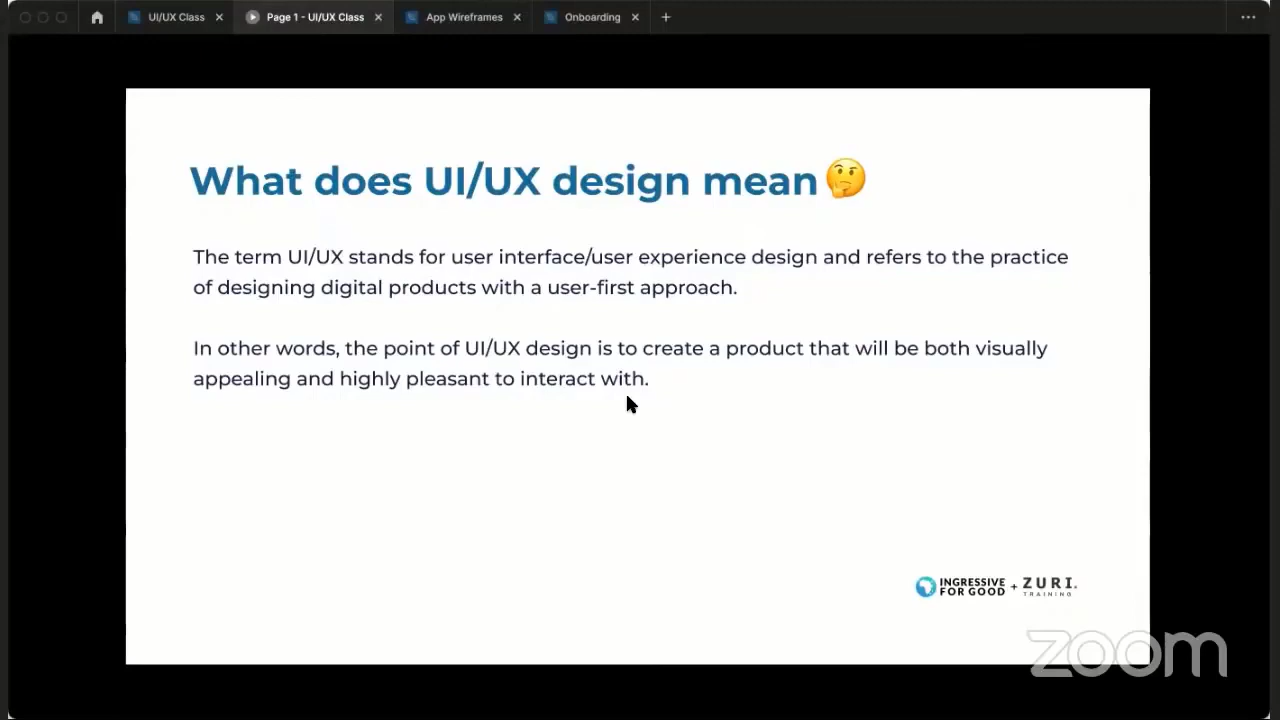 UI/UX Class
Page 1 - UI/UX Class
App Wireframes
Onboarding
What does UI/UX design mean🤔
The term UI/UX stands for user interface/user experience design and refers to the practice
of designing digital products with a user-first approach.
In other words, the point of UI/UX design is to create a product that will be both visually
appealing and highly pleasant to interact with.
INGRESSIVE
FOR GOOD
+
ZURI.
TRAINING
zoom